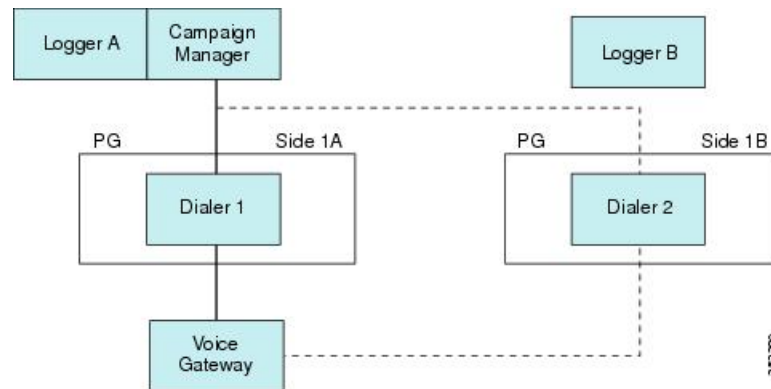 Logger A
Campaign
Manager
Logger B
PG
Side 1A
PG
Side 1B
Dialer 1
Dialer 2
Voice
Gateway